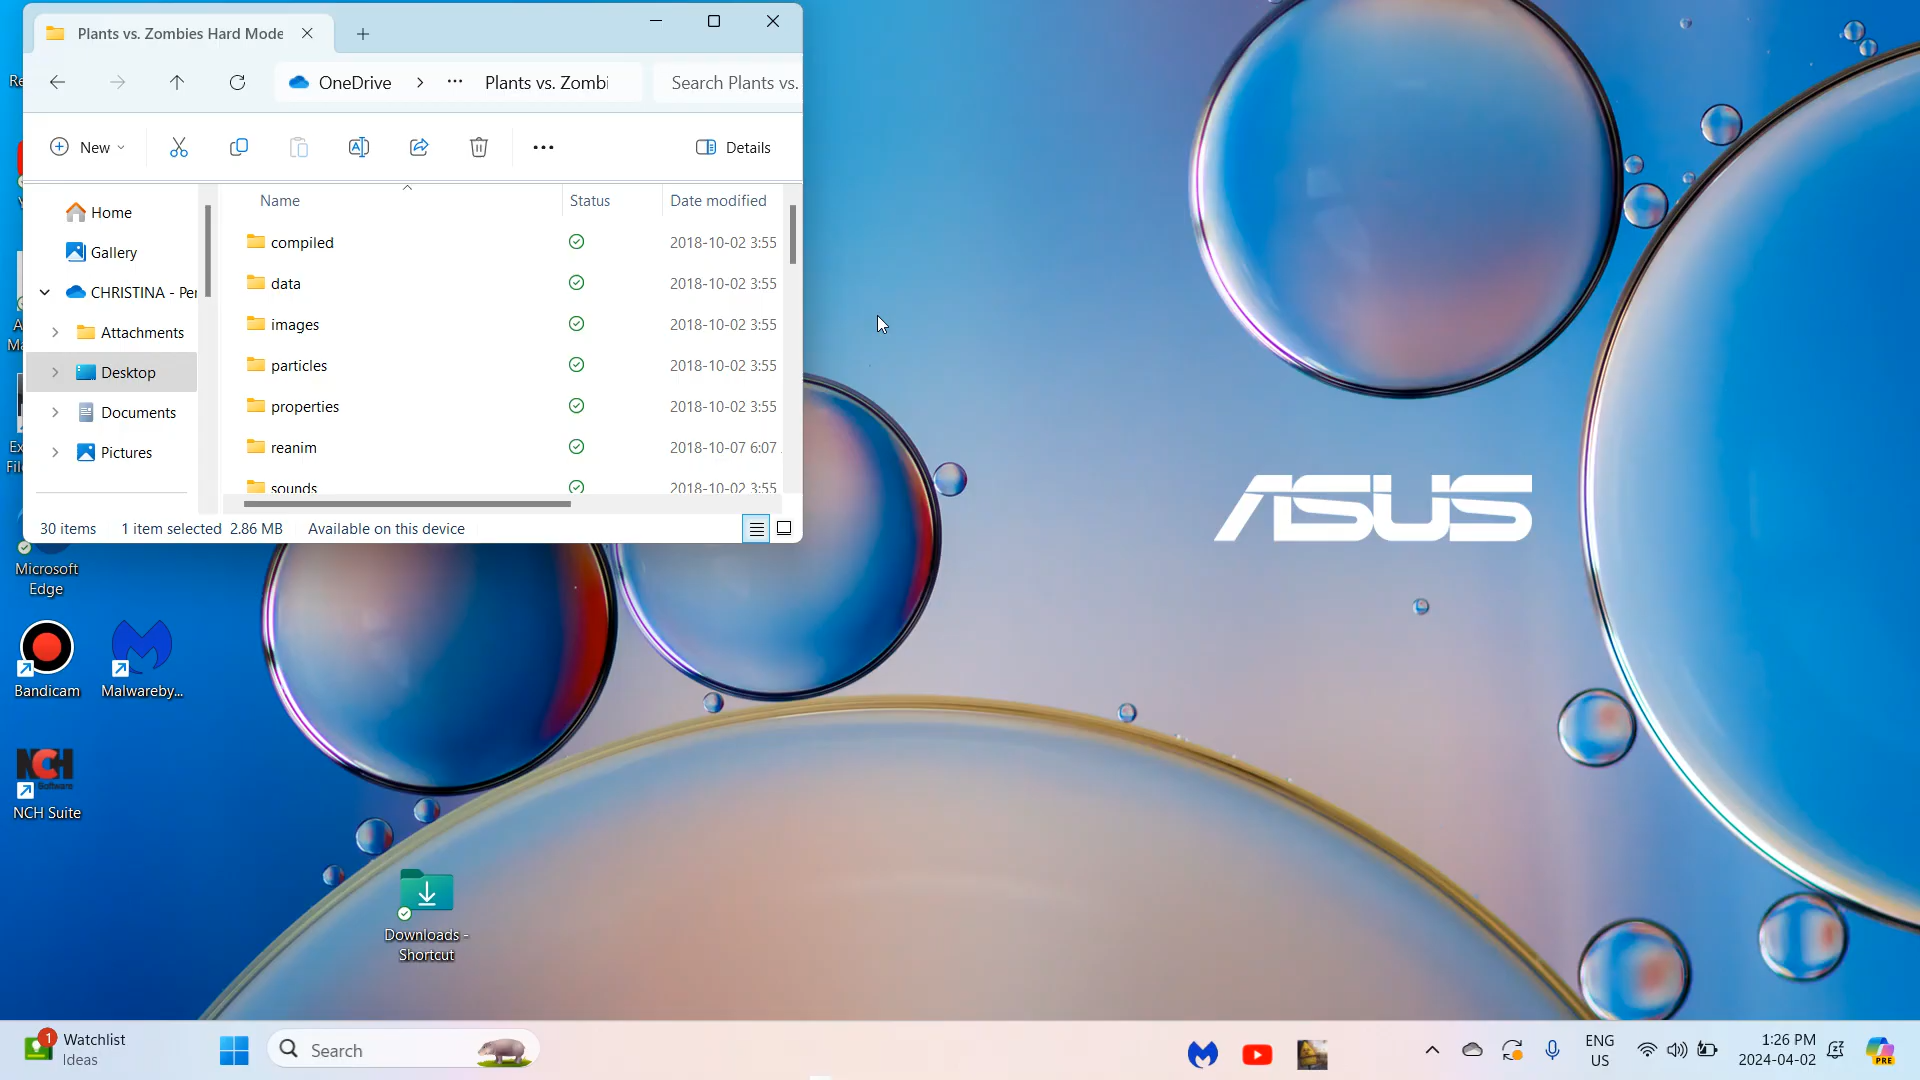 Plants vs. Zombies Hard Mode
OneDrive
Plants vs. Zombi
Search Plants vs.
New
Details
Name
Status
Date modified
Home
Gallery
CHRISTINA - Per
Attachments
Desktop
Documents
Pictures
compiled
2018-10-02 3:55
data
2018-10-02 3:55
images
2018-10-02 3:55
particles
2018-10-02 3:55
properties
2018-10-02 3:55
reanim
2018-10-07 6:07
sounds
2018-10-02 3:55
30 items
1 item selected 2.86 MB
Available on this device
ASUS
Microsoft
Edge
Bandicam
Malwareby...
NCH
Software
NCH Suite
Downloads -
Shortcut
1
Watchlist
Ideas
Search
ENG
US
1:26 PM
2024-04-02
PRE